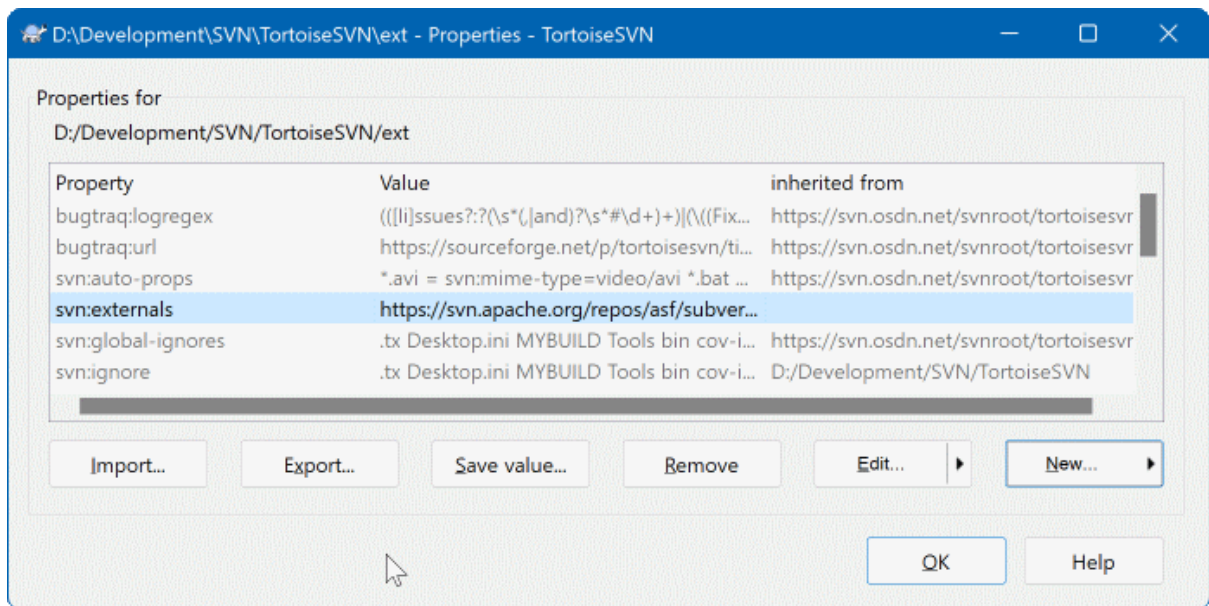 D:\Development\SVN\TortoiseSVN\ext - Properties - TortoiseSVN
Properties for
D:/Development/SVN/TortoiseSVN/ext
Property Value inherited from
bugtraq:logregex (([Ii]ssues?:?(\s*(,|and)?\s*#\d+)+)|(\((Fix... https://svn.osdn.net/svnroot/tortoisesvr
bugtraq:url https://sourceforge.net/p/tortoisesvn/ti... https://svn.osdn.net/svnroot/tortoisesvr
svn:auto-props *.avi = svn:mime-type=video/avi *.bat ... https://svn.osdn.net/svnroot/tortoisesvr
svn:externals https://svn.apache.org/repos/asf/subver...
svn:global-ignores .tx Desktop.ini MYBUILD Tools bin cov-i... https://svn.osdn.net/svnroot/tortoisesvr
svn:ignore .tx Desktop.ini MYBUILD Tools bin cov-i... D:/Development/SVN/TortoiseSVN
Import... Export... Save value... Remove Edit... New...
OK Help